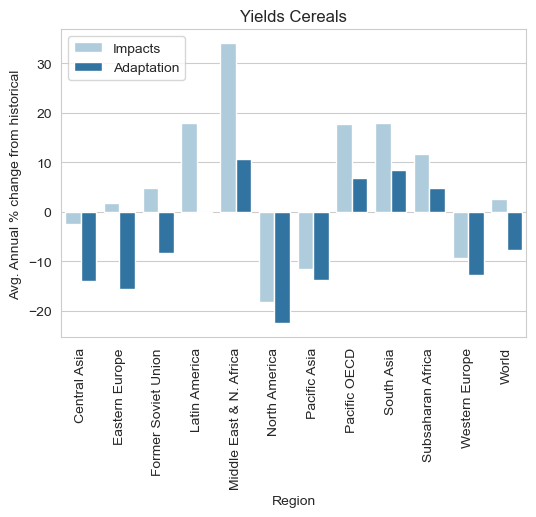 Yields Cereals
Impacts
Adaptation
Avg. Annual % change from historical
30
20
10
0
−10
−20
Central Asia
Eastern Europe
Former Soviet Union
Latin America
Middle East & N. Africa
North America
Pacific Asia
Pacific OECD
South Asia
Subsaharan Africa
Western Europe
World
Region